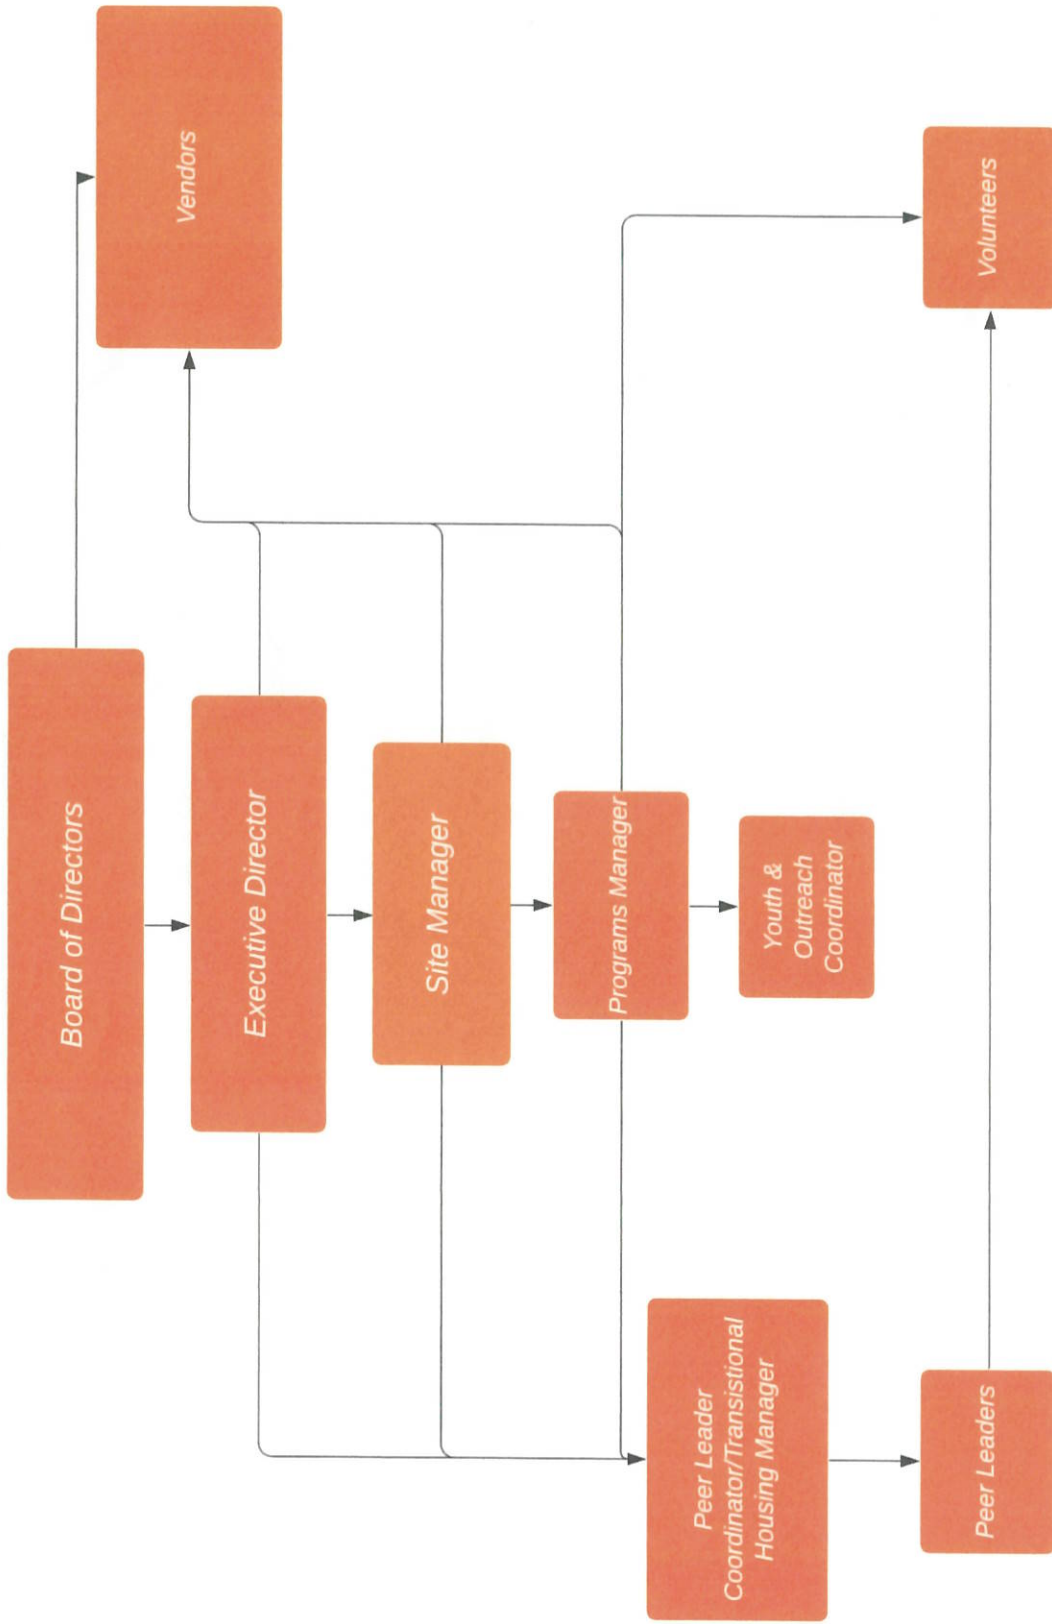 Board of Directors
Vendors
Executive Director
Site Manager
Programs Manager
Youth &
Outreach
Coordinator
Peer Leader
Coordinator/Transistional
Housing Manager
Peer Leaders
Volunteers